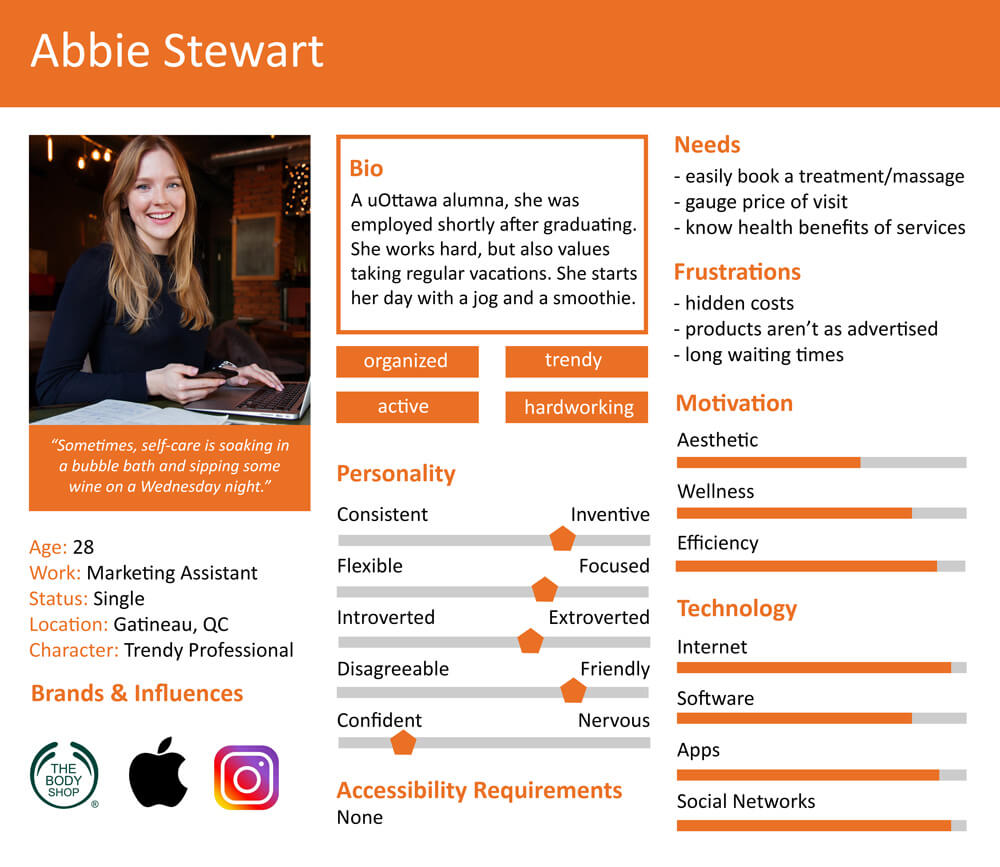 Abbie Stewart
“Sometimes, self-care is soaking in
a bubble bath and sipping some
wine on a Wednesday night.”
Age: 28
Work: Marketing Assistant
Status: Single
Location: Gatineau, QC
Character: Trendy Professional
Brands & Influences
THE
BODY
SHOP
®
Bio
A uOttawa alumna, she was
employed shortly after graduating.
She works hard, but also values
taking regular vacations. She starts
her day with a jog and a smoothie.
organized trendy
active hardworking
Personality
Consistent Inventive
Flexible Focused
Introverted Extroverted
Disagreeable Friendly
Confident Nervous
Accessibility Requirements
None
Needs
- easily book a treatment/massage
- gauge price of visit
- know health benefits of services
Frustrations
- hidden costs
- products aren’t as advertised
- long waiting times
Motivation
Aesthetic
Wellness
Efficiency
Technology
Internet
Software
Apps
Social Networks